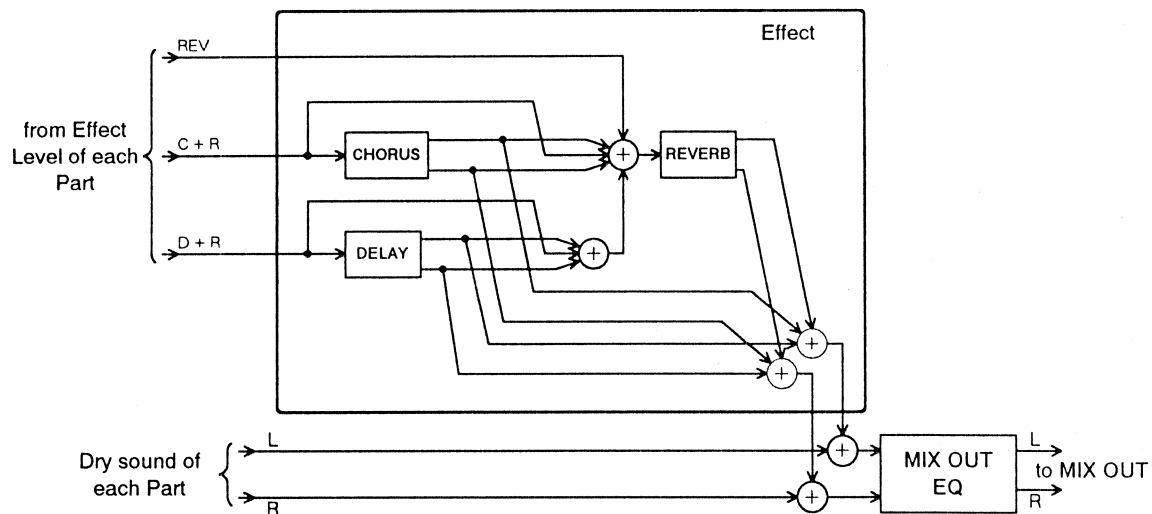 Effect
REV
from Effect
Level of each
Part
C + R
CHORUS
+
REVERB
D + R
DELAY
+
+
+
Dry sound of
each Part
L
R
+
+
MIX OUT
EQ
L
R
to MIX OUT